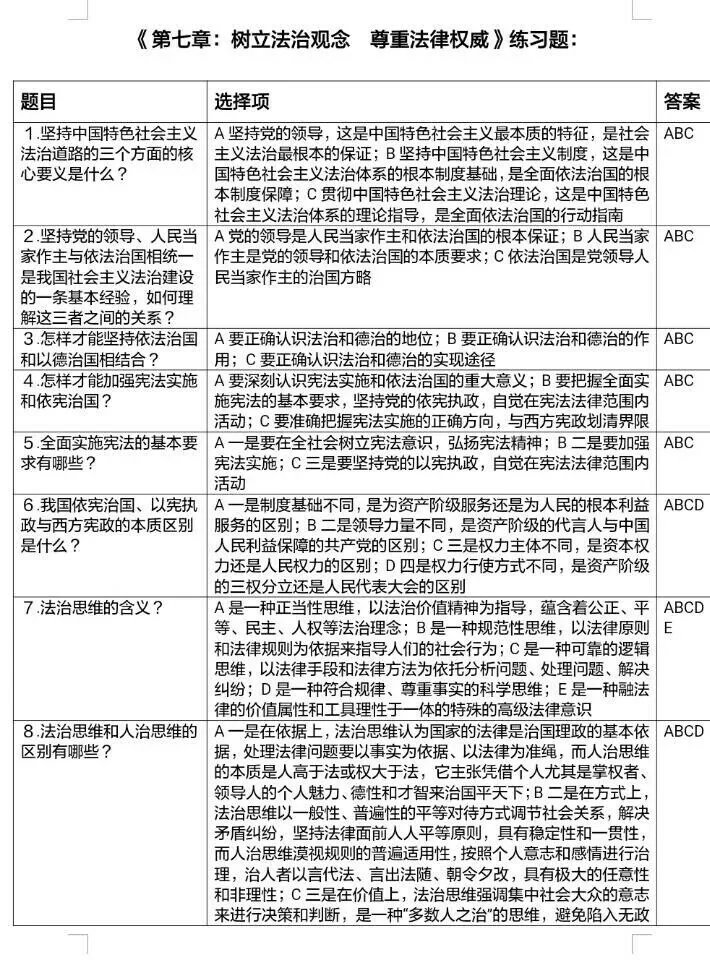 《第七章：树立法治观念　尊重法律权威》练习题：
题目
选择项
答案
１.坚持中国特色社会主义
法治道路的三个方面的核
心要义是什么？
A 坚持党的领导，这是中国特色社会主义最本质的特征，是社会
主义法治最根本的保证；B 坚持中国特色社会主义制度，这是中
国特色社会主义法治体系的根本制度基础，是全面依法治国的根
本制度保障；C 贯彻中国特色社会主义法治理论，这是中国特色
社会主义法治体系的理论指导，是全面依法治国的行动指南
ABC
２.坚持党的领导、人民当
家作主与依法治国相统一
是我国社会主义法治建设
的一条基本经验，如何理
解这三者之间的关系？
A 党的领导是人民当家作主和依法治国的根本保证；B 人民当家
作主是党的领导和依法治国的本质要求；C 依法治国是党领导人
民当家作主的治国方略
ABC
３.怎样才能坚持依法治国
和以德治国相结合？
A 要正确认识法治和德治的地位；B 要正确认识法治和德治的作
用；C 要正确认识法治和德治的实现途径
ABC
４.怎样才能加强宪法实施
和依宪治国？
A 要深刻认识宪法实施和依法治国的重大意义；B 要把握全面实
施宪法的基本要求，坚持党的依宪执政，自觉在宪法法律范围内
活动；C 要准确把握宪法实施的正确方向，与西方宪政划清界限
ABC
５.全面实施宪法的基本要
求有哪些？
A 一是要在全社会树立宪法意识，弘扬宪法精神；B 二是要加强
宪法实施；C 三是要坚持党的以宪执政，自觉在宪法法律范围内
活动
ABC
６.我国依宪治国、以宪执
政与西方宪政的本质区别
是什么？
A 一是制度基础不同，是为资产阶级服务还是为人民的根本利益
服务的区别；B 二是领导力量不同，是资产阶级的代言人与中国
人民利益保障的共产党的区别；C 三是权力主体不同，是资本权
力还是人民权力的区别；D 四是权力行使方式不同，是资产阶级
的三权分立还是人民代表大会的区别
ABCD
７.法治思维的含义？
A 是一种正当性思维，以法治价值精神为指导，蕴含着公正、平
等、民主、人权等法治理念；B 是一种规范性思维，以法律原则
和法律规则为依据来指导人们的社会行为；C 是一种可靠的逻辑
思维，以法律手段和法律方法为依托分析问题、处理问题、解决
纠纷；D 是一种符合规律、尊重事实的科学思维；E 是一种融法
律的价值属性和工具理性于一体的特殊的高级法律意识
ABCD
E
８.法治思维和人治思维的
区别有哪些？
A 一是在依据上，法治思维认为国家的法律是治国理政的基本依
据，处理法律问题要以事实为依据、以法律为准绳，而人治思维
的本质是人高于法或权大于法，它主张凭借个人尤其是掌权者、
领导人的个人魅力、德性和才智来治国平天下；B 二是在方式上，
法治思维以一般性、普遍性的平等对待方式调节社会关系，解决
矛盾纠纷，坚持法律面前人人平等原则，具有稳定性和一贯性，
而人治思维漠视规则的普遍适用性，按照个人意志和感情进行治
理，治人者以言代法、言出法随、朝令夕改，具有极大的任意性
和非理性；C 三是在价值上，法治思维强调集中社会大众的意志
来进行决策和判断，是一种“多数人之治”的思维，避免陷入无政
ABCD